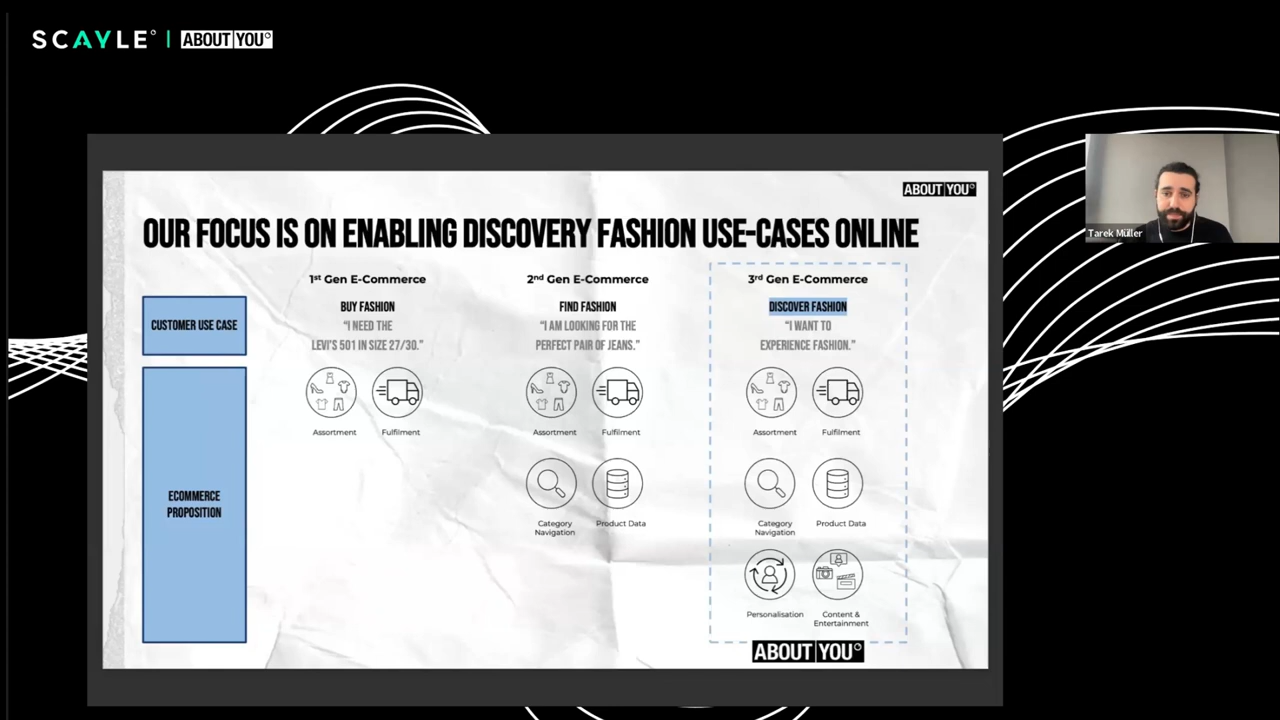 SCAYLE° | ABOUT YOU°
ABOUT YOU°
OUR FOCUS IS ON ENABLING DISCOVERY FASHION USE-CASES ONLINE
1st Gen E-Commerce
2nd Gen E-Commerce
3rd Gen E-Commerce
CUSTOMER USE CASE
BUY FASHION
"I NEED THE
LEVI'S 501 IN SIZE 27/30."
FIND FASHION
"I AM LOOKING FOR THE
PERFECT PAIR OF JEANS."
DISCOVER FASHION
"I WANT TO
EXPERIENCE FASHION."
ECOMMERCE
PROPOSITION
Assortment
Fulfilment
Assortment
Fulfilment
Category
Navigation
Product Data
Assortment
Fulfilment
Category
Navigation
Product Data
Personalisation
Content &
Entertainment
ABOUT YOU°
Tarek Müller